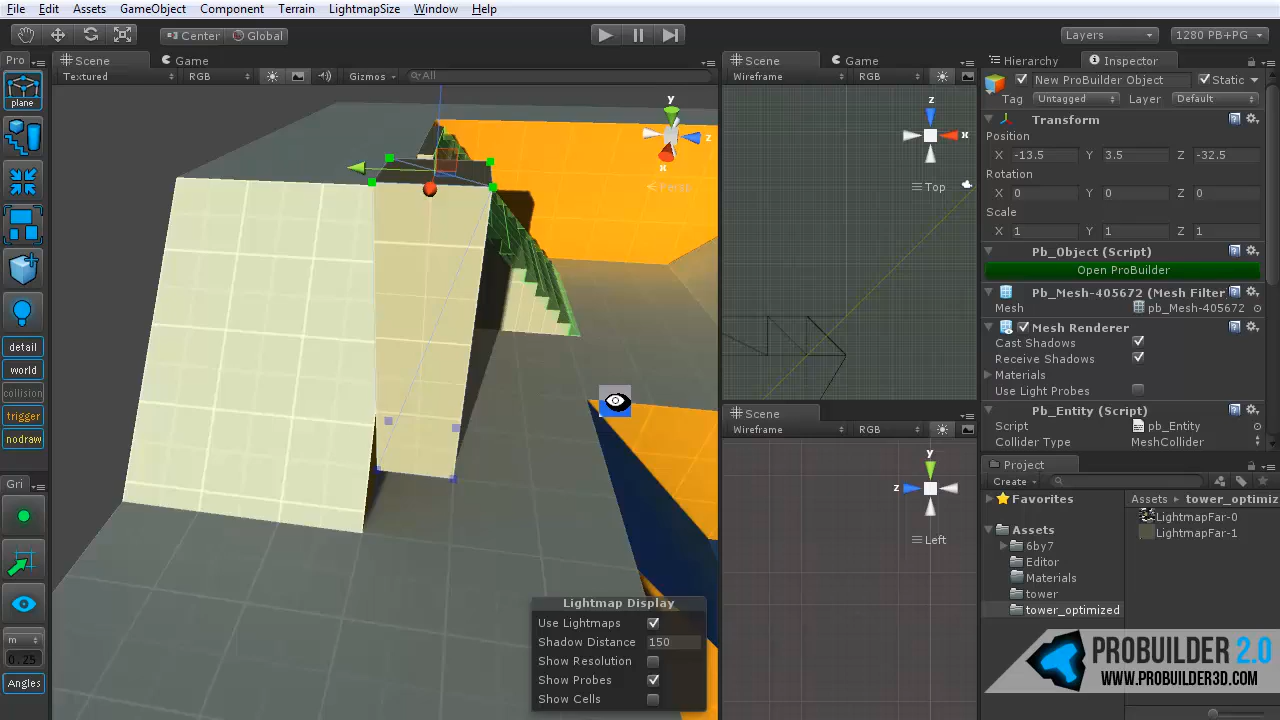 File Edit Assets GameObject Component Terrain LightmapSize Window Help
Center Global Layers 1280 PB+PG
Pro Scene Game Scene Game Hierarchy Inspector
Textured RGB Gizmos All Wireframe RGB New ProBuilder Object Static
Tag Untagged Layer Default
plane
Transform
Position
X -13.5 Y 3.5 Z -32.5
Rotation
X 0 Y 0 Z 0
Scale
X 1 Y 1 Z 1
y
z
x
Persp
z
x
Top
Pb_Object (Script)
Open ProBuilder
Pb_Mesh-405672 (Mesh Filter
Mesh pb_Mesh-405672
Mesh Renderer
Cast Shadows
Receive Shadows
Materials
Use Light Probes
Pb_Entity (Script)
Script pb_Entity
Collider Type MeshCollider
detail
world
collision
trigger
nodraw
Gri
m
0.25
Angles
Scene
Wireframe RGB
y
z
Left
Project
Create
Favorites
Assets
6by7
Editor
Materials
tower
tower_optimized
Assets tower_optimiz
LightmapFar-0
LightmapFar-1
Lightmap Display
Use Lightmaps
Shadow Distance 150
Show Resolution
Show Probes
Show Cells
PROBUILDER 2.0
WWW.PROBUILDER3D.COM